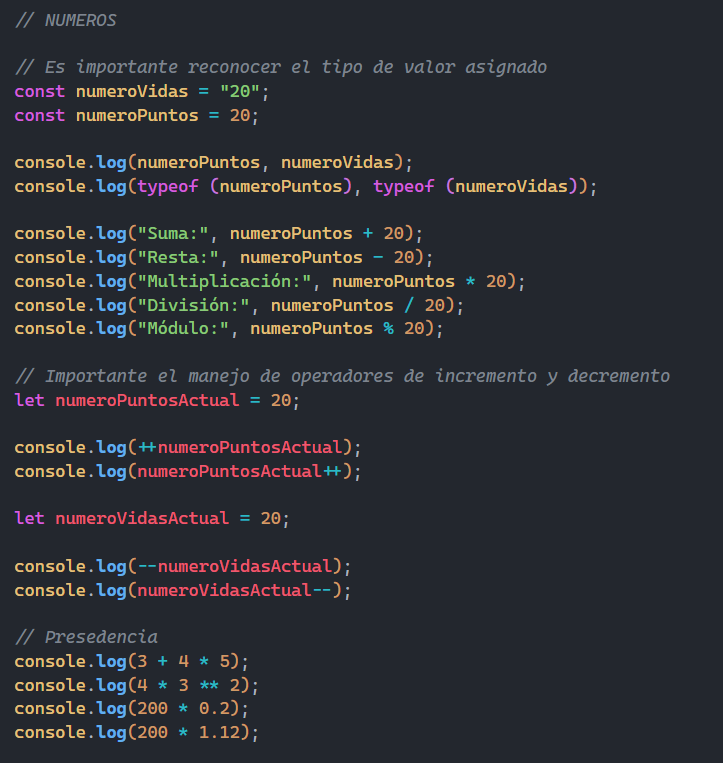 // NUMEROS
// Es importante reconocer el tipo de valor asignado
const numeroVidas = "20";
const numeroPuntos = 20;
console.log(numeroPuntos, numeroVidas);
console.log(typeof (numeroPuntos), typeof (numeroVidas));
console.log("Suma:", numeroPuntos + 20);
console.log("Resta:", numeroPuntos - 20);
console.log("Multiplicación:", numeroPuntos * 20);
console.log("División:", numeroPuntos / 20);
console.log("Módulo:", numeroPuntos % 20);
// Importante el manejo de operadores de incremento y decremento
let numeroPuntosActual = 20;
console.log(++numeroPuntosActual);
console.log(numeroPuntosActual++);
let numeroVidasActual = 20;
console.log(--numeroVidasActual);
console.log(numeroVidasActual--);
// Presedencia
console.log(3 + 4 * 5);
console.log(4 * 3 ** 2);
console.log(200 * 0.2);
console.log(200 * 1.12);